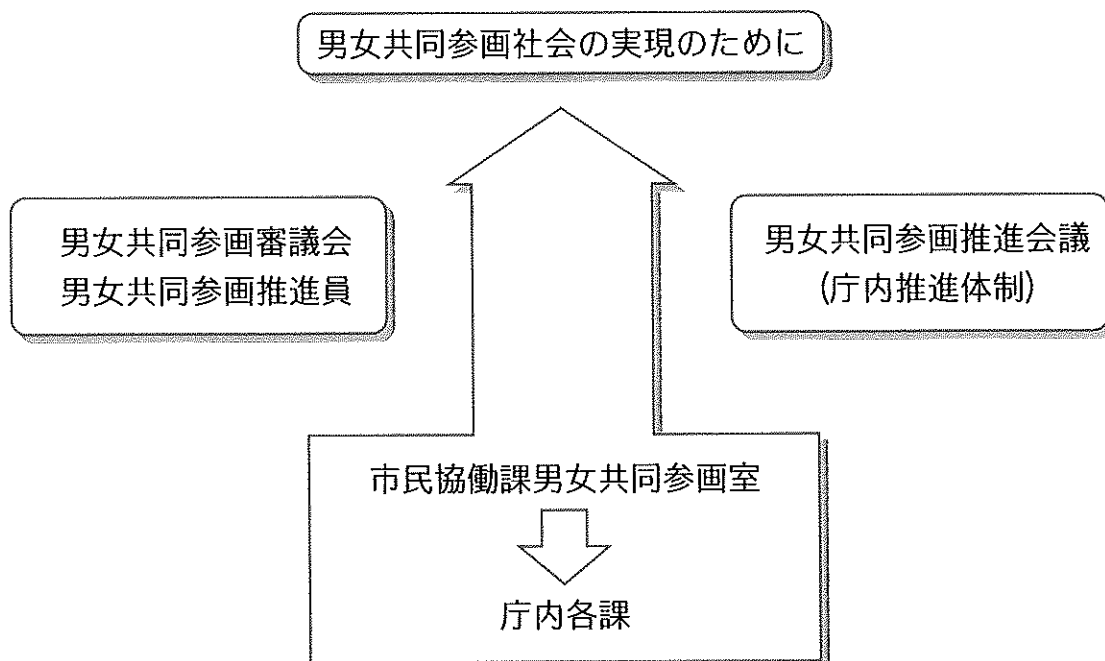 男女共同参画社会の実現のために
男女共同参画審議会
男女共同参画推進員
男女共同参画推進会議
(庁内推進体制)
市民協働課男女共同参画室
庁内各課